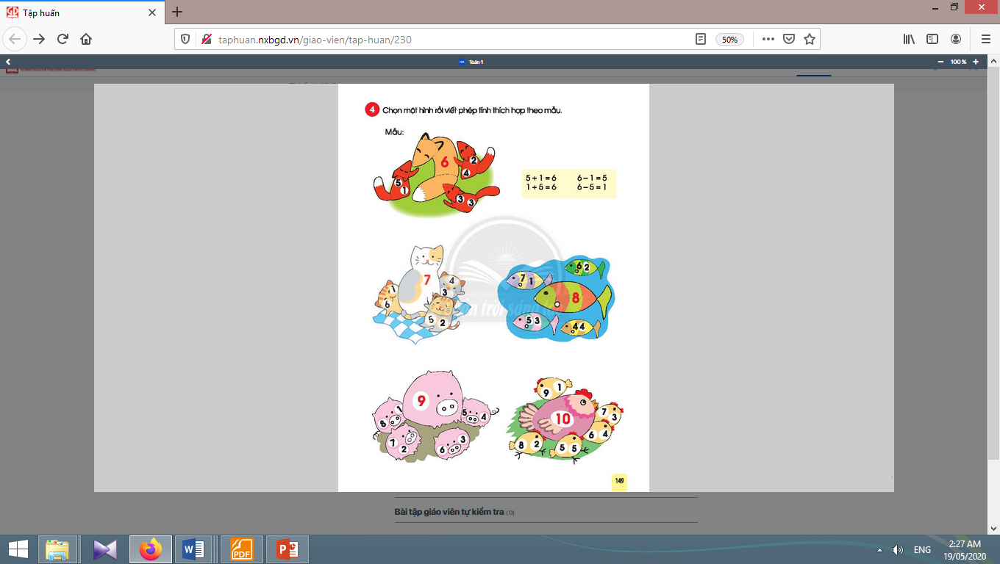 Tập huấn
taphuan.nxbgd.vn/giao-vien/tap-huan/230
50%
Toán 1
100 %
4 Chọn một hình rồi viết phép tính thích hợp theo mẫu.
Mẫu:
6
5 1
2 4
3 3
5 + 1 = 6 6 – 1 = 5
1 + 5 = 6 6 – 5 = 1
7
1 6
4 3
5 2
8
7 1
6 2
5 3
4 4
9
8 1
5 4
7 2
6 3
10
9 1
7 3
6 4
8 2
5 5
149
Bài tập giáo viên tự kiểm tra ( 0)
ENG
2:27 AM
19/05/2020